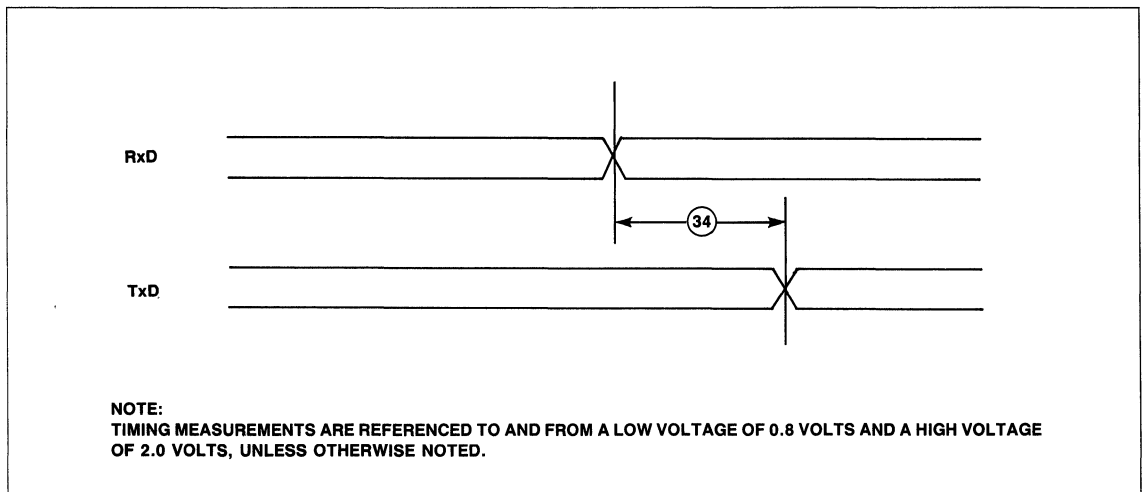 RxD
34
TxD
NOTE:
TIMING MEASUREMENTS ARE REFERENCED TO AND FROM A LOW VOLTAGE OF 0.8 VOLTS AND A HIGH VOLTAGE
OF 2.0 VOLTS, UNLESS OTHERWISE NOTED.